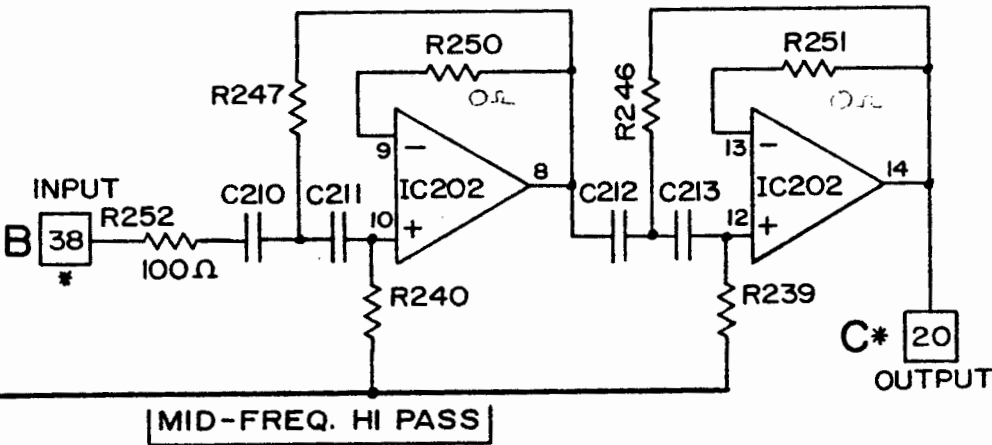 R250
0Ω
R251
0Ω
R247
R246
9
−
8
13
−
14
INPUT
IC202
IC202
C210
C211
10
+
C212
C213
12
+
B
38
R252
*
100Ω
R240
R239
C*
20
OUTPUT
MID-FREQ. HI PASS